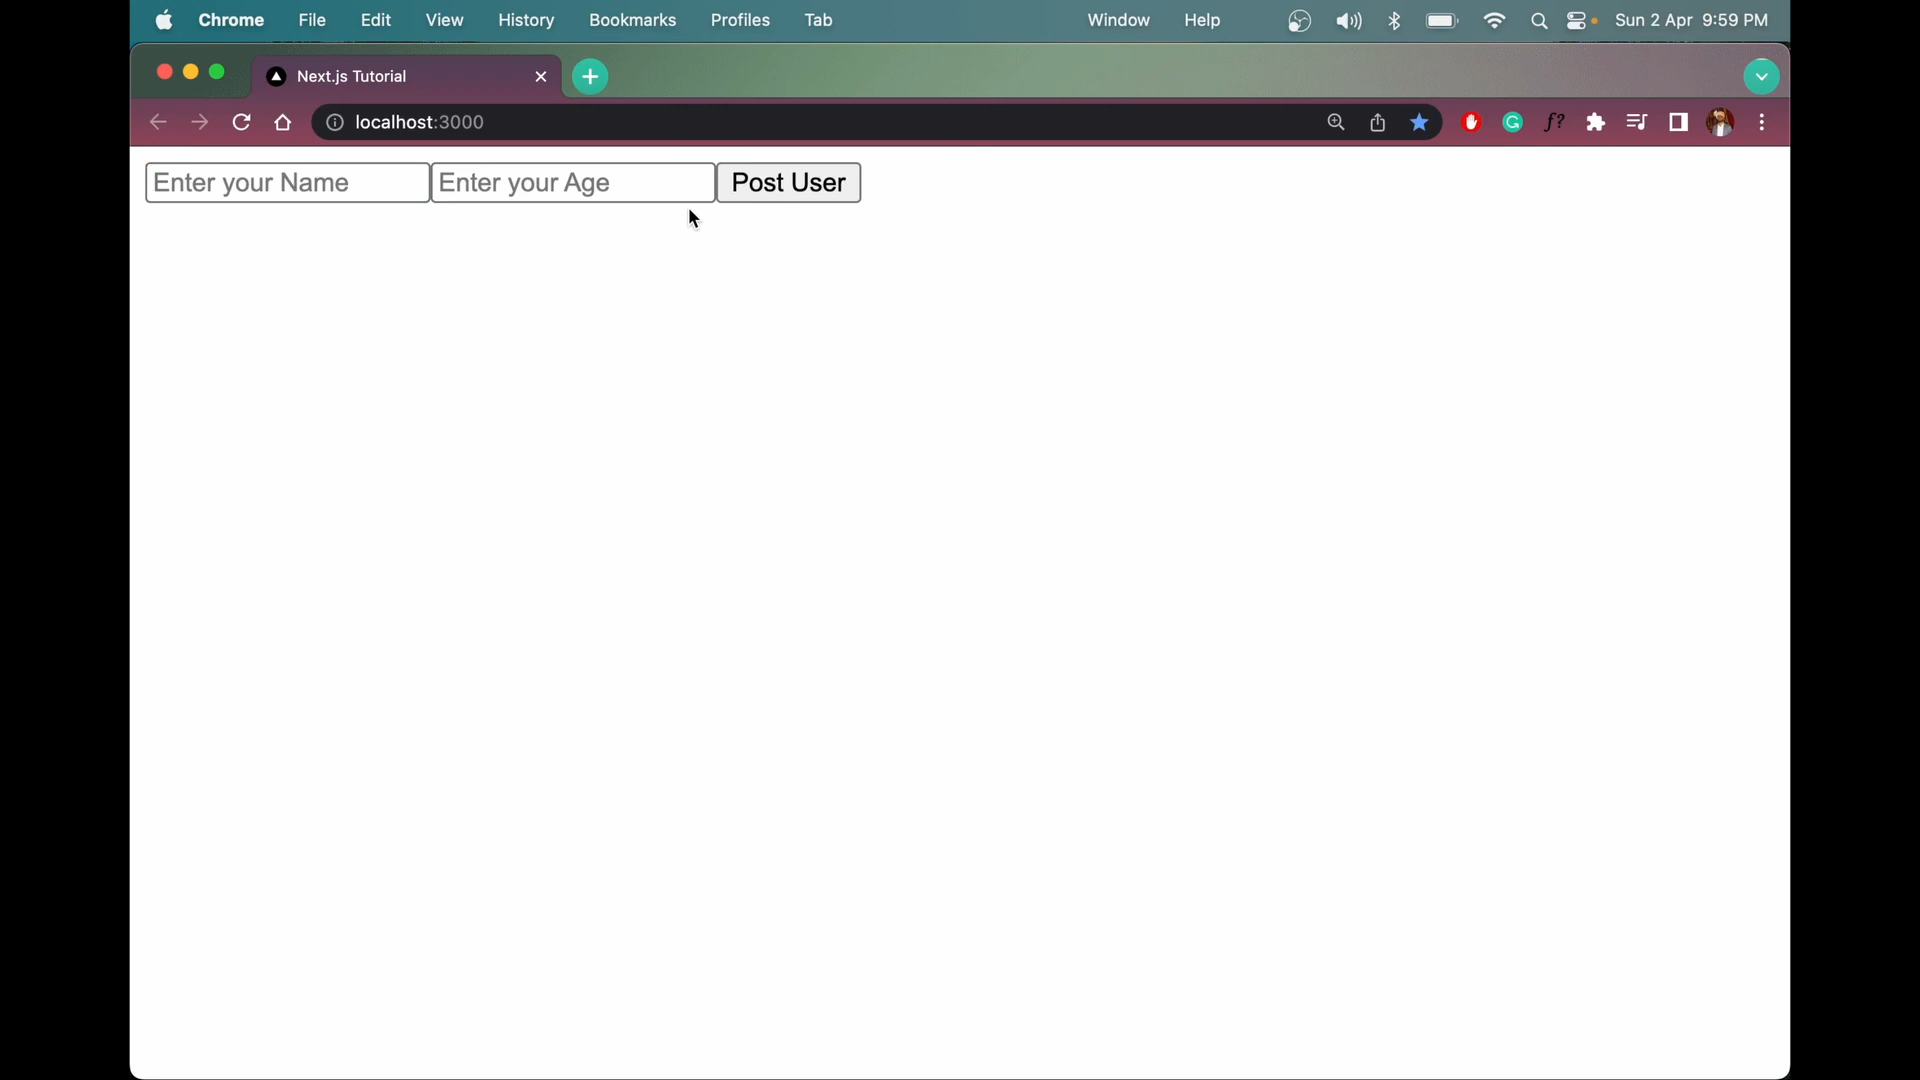 Chrome File Edit View History Bookmarks Profiles Tab Window Help Sun 2 Apr 9:59 PM
Next.js Tutorial
localhost:3000
Enter your Name Enter your Age Post User